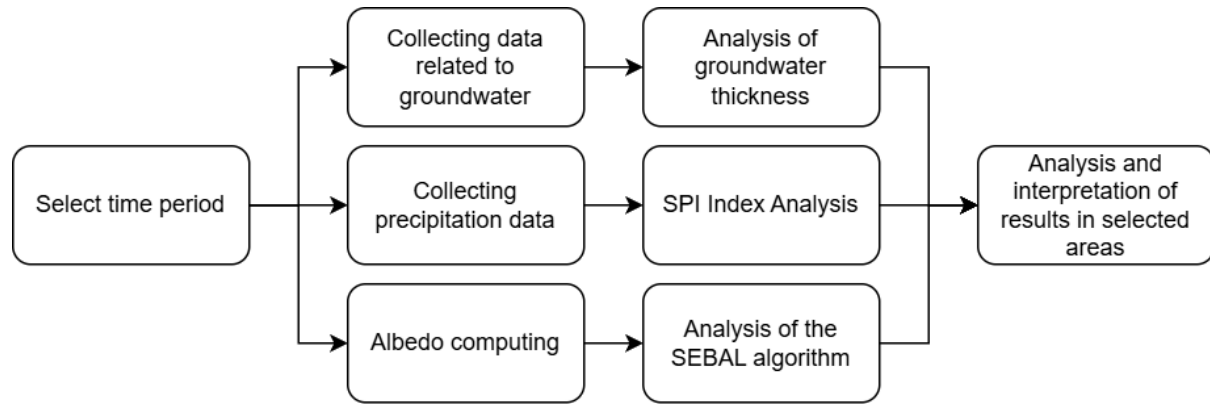 Select time period
Collecting data
related to
groundwater
Analysis of
groundwater
thickness
Collecting
precipitation data
SPI Index Analysis
Albedo computing
Analysis of the
SEBAL algorithm
Analysis and
interpretation of
results in selected
areas